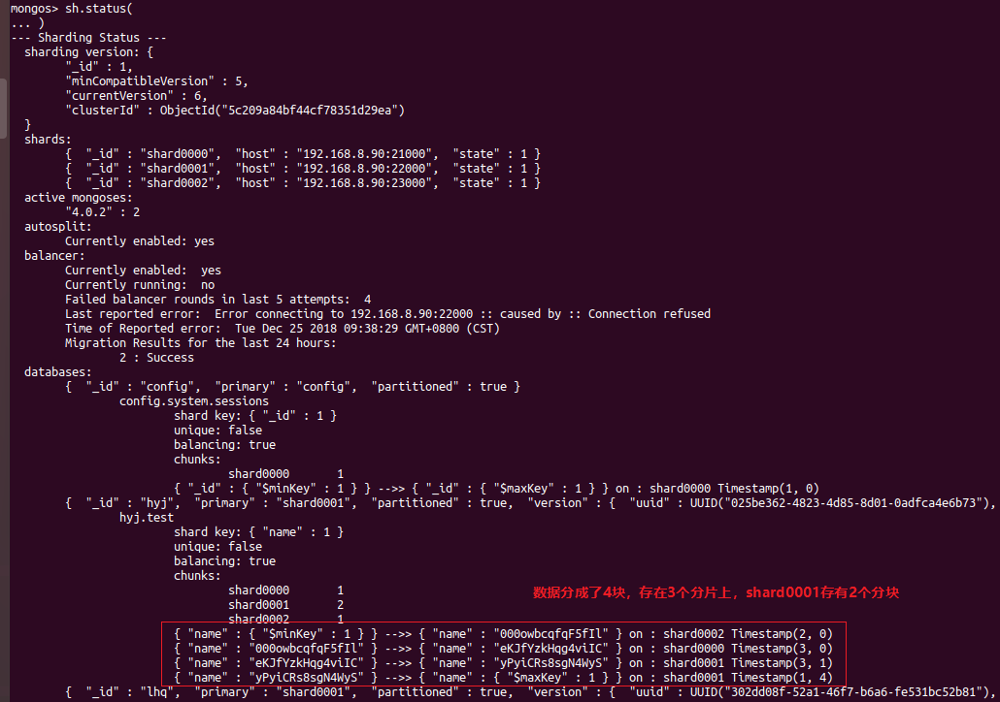 mongos> sh.status(
... )
--- Sharding Status ---
  sharding version: {
        "_id" : 1,
        "minCompatibleVersion" : 5,
        "currentVersion" : 6,
        "clusterId" : ObjectId("5c209a84bf44cf78351d29ea")
  }
  shards:
        {  "_id" : "shard0000",  "host" : "192.168.8.90:21000",  "state" : 1 }
        {  "_id" : "shard0001",  "host" : "192.168.8.90:22000",  "state" : 1 }
        {  "_id" : "shard0002",  "host" : "192.168.8.90:23000",  "state" : 1 }
  active mongoses:
        "4.0.2" : 2
  autosplit:
        Currently enabled: yes
  balancer:
        Currently enabled:  yes
        Currently running:  no
        Failed balancer rounds in last 5 attempts:  4
        Last reported error:  Error connecting to 192.168.8.90:22000 :: caused by :: Connection refused
        Time of Reported error:  Tue Dec 25 2018 09:38:29 GMT+0800 (CST)
        Migration Results for the last 24 hours:
                2 : Success
  databases:
        {  "_id" : "config",  "primary" : "config",  "partitioned" : true }
                config.system.sessions
                        shard key: { "_id" : 1 }
                        unique: false
                        balancing: true
                        chunks:
                                shard0000       1
                        { "_id" : { "$minKey" : 1 } } -->> { "_id" : { "$maxKey" : 1 } } on : shard0000 Timestamp(1, 0)
        {  "_id" : "hyj",  "primary" : "shard0001",  "partitioned" : true,  "version" : {  "uuid" : UUID("025be362-4823-4d85-8d01-0adfca4e6b73"),
                hyj.test
                        shard key: { "name" : 1 }
                        unique: false
                        balancing: true
                        chunks:
                                shard0000       1
数据分成了4块，存在3个分片上，shard0001存有2个分块
                                shard0001       2
                                shard0002       1
                        { "name" : { "$minKey" : 1 } } -->> { "name" : "000owbcqfqF5fIl" } on : shard0002 Timestamp(2, 0)
                        { "name" : "000owbcqfqF5fIl" } -->> { "name" : "eKJfYzkHqg4viIC" } on : shard0000 Timestamp(3, 0)
                        { "name" : "eKJfYzkHqg4viIC" } -->> { "name" : "yPyiCRs8sgN4WyS" } on : shard0001 Timestamp(3, 1)
                        { "name" : "yPyiCRs8sgN4WyS" } -->> { "name" : { "$maxKey" : 1 } } on : shard0001 Timestamp(1, 4)
        {  "_id" : "lhq",  "primary" : "shard0001",  "partitioned" : true,  "version" : {  "uuid" : UUID("302dd08f-52a1-46f7-b6a6-fe531bc52b81"),